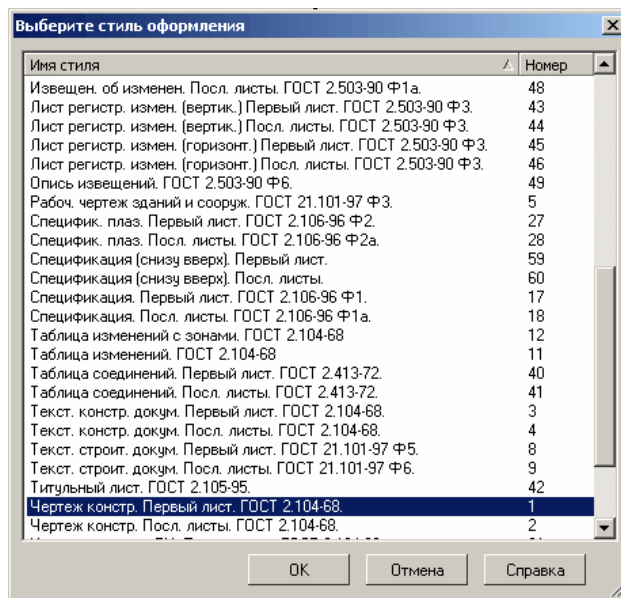 Выберите стиль оформления
Имя стиля Номер
Извещен. об изменен. Посл. листы. ГОСТ 2.503-90 Ф1а. 48
Лист регистр. измен. (вертик.) Первый лист. ГОСТ 2.503-90 Ф3. 43
Лист регистр. измен. (вертик.) Посл. листы. ГОСТ 2.503-90 Ф3. 44
Лист регистр. измен. (горизонт.) Первый лист. ГОСТ 2.503-90 Ф3. 45
Лист регистр. измен. (горизонт.) Посл. листы. ГОСТ 2.503-90 Ф3. 46
Опись извещений. ГОСТ 2.503-90 Ф6. 49
Рабоч. чертеж зданий и сооруж. ГОСТ 21.101-97 Ф3. 5
Специфик. плаз. Первый лист. ГОСТ 2.106-96 Ф2. 27
Специфик. плаз. Посл. листы. ГОСТ 2.106-96 Ф2а. 28
Спецификация (снизу вверх). Первый лист. 59
Спецификация (снизу вверх). Посл. листы. 60
Спецификация. Первый лист. ГОСТ 2.106-96 Ф1. 17
Спецификация. Посл. листы. ГОСТ 2.106-96 Ф1а. 18
Таблица изменений с зонами. ГОСТ 2.104-68 12
Таблица изменений. ГОСТ 2.104-68 11
Таблица соединений. Первый лист. ГОСТ 2.413-72. 40
Таблица соединений. Посл. листы. ГОСТ 2.413-72. 41
Текст. констр. докум. Первый лист. ГОСТ 2.104-68. 3
Текст. констр. докум. Посл. листы. ГОСТ 2.104-68. 4
Текст. строит. докум. Первый лист. ГОСТ 21.101-97 Ф5. 8
Текст. строит. докум. Посл. листы. ГОСТ 21.101-97 Ф6. 9
Титульный лист. ГОСТ 2.105-95. 42
Чертеж констр. Первый лист. ГОСТ 2.104-68. 1
Чертеж констр. Посл. листы. ГОСТ 2.104-68. 2
OK Отмена Справка